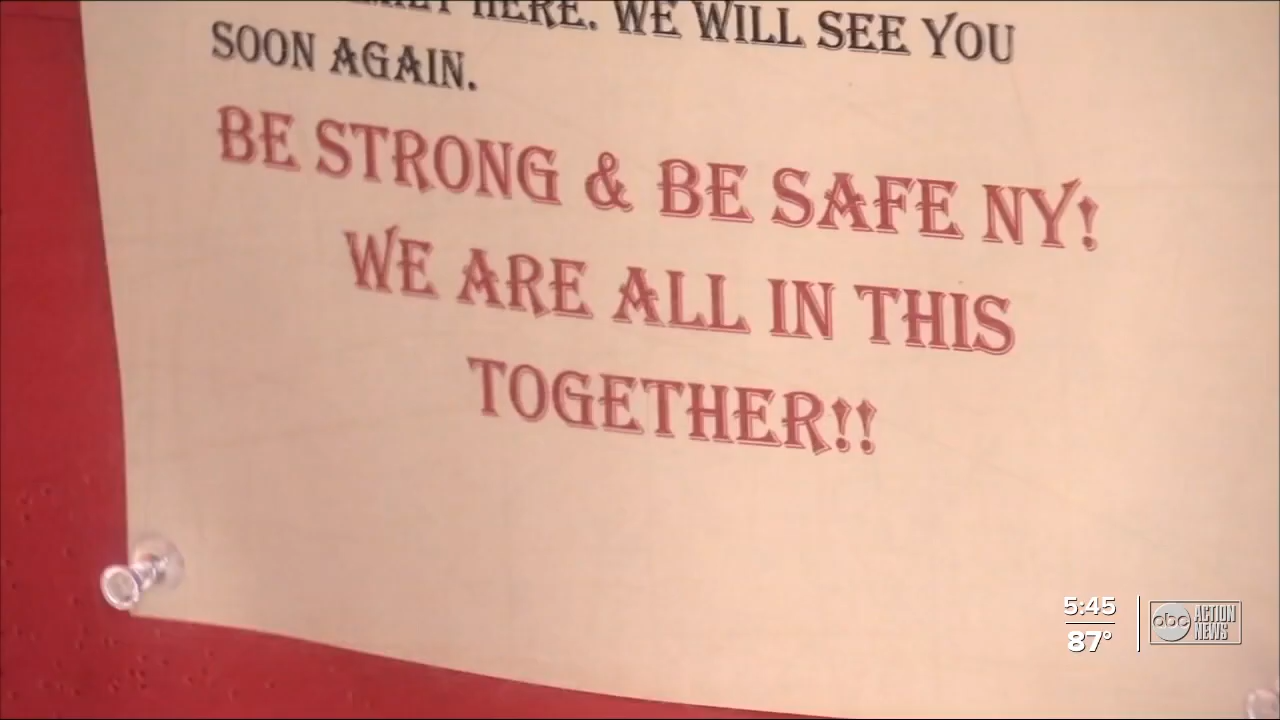 HERE. WE WILL SEE YOU
SOON AGAIN.
BE STRONG & BE SAFE NY!
WE ARE ALL IN THIS
TOGETHER!!
5:45
87°
abc ACTION NEWS